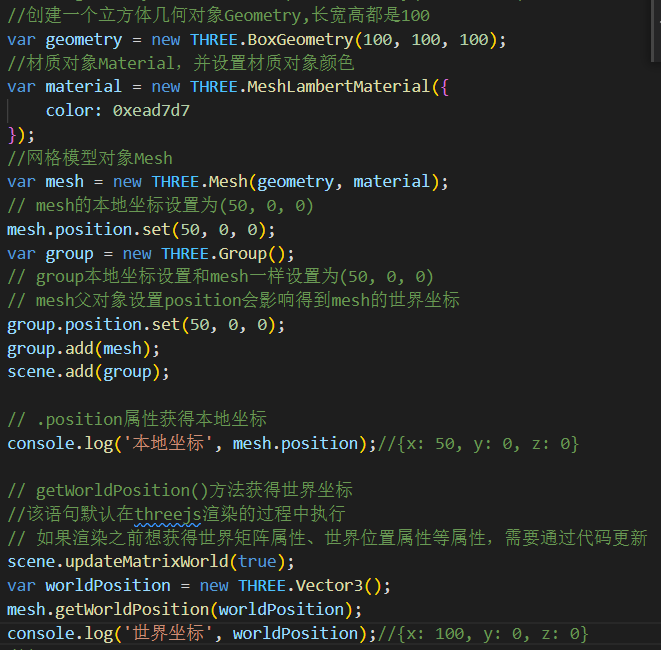 //创建一个立方体几何对象Geometry,长宽高都是100
var geometry = new THREE.BoxGeometry(100, 100, 100);
//材质对象Material，并设置材质对象颜色
var material = new THREE.MeshLambertMaterial({
    color: 0xead7d7
});
//网格模型对象Mesh
var mesh = new THREE.Mesh(geometry, material);
// mesh的本地坐标设置为(50, 0, 0)
mesh.position.set(50, 0, 0);
var group = new THREE.Group();
// group本地坐标设置和mesh一样设置为(50, 0, 0)
// mesh父对象设置position会影响得到mesh的世界坐标
group.position.set(50, 0, 0);
group.add(mesh);
scene.add(group);

// .position属性获得本地坐标
console.log('本地坐标', mesh.position);//{x: 50, y: 0, z: 0}

// getWorldPosition()方法获得世界坐标
//该语句默认在threejs渲染的过程中执行
// 如果渲染之前想获得世界矩阵属性、世界位置属性等属性，需要通过代码更新
scene.updateMatrixWorld(true);
var worldPosition = new THREE.Vector3();
mesh.getWorldPosition(worldPosition);
console.log('世界坐标', worldPosition);//{x: 100, y: 0, z: 0}